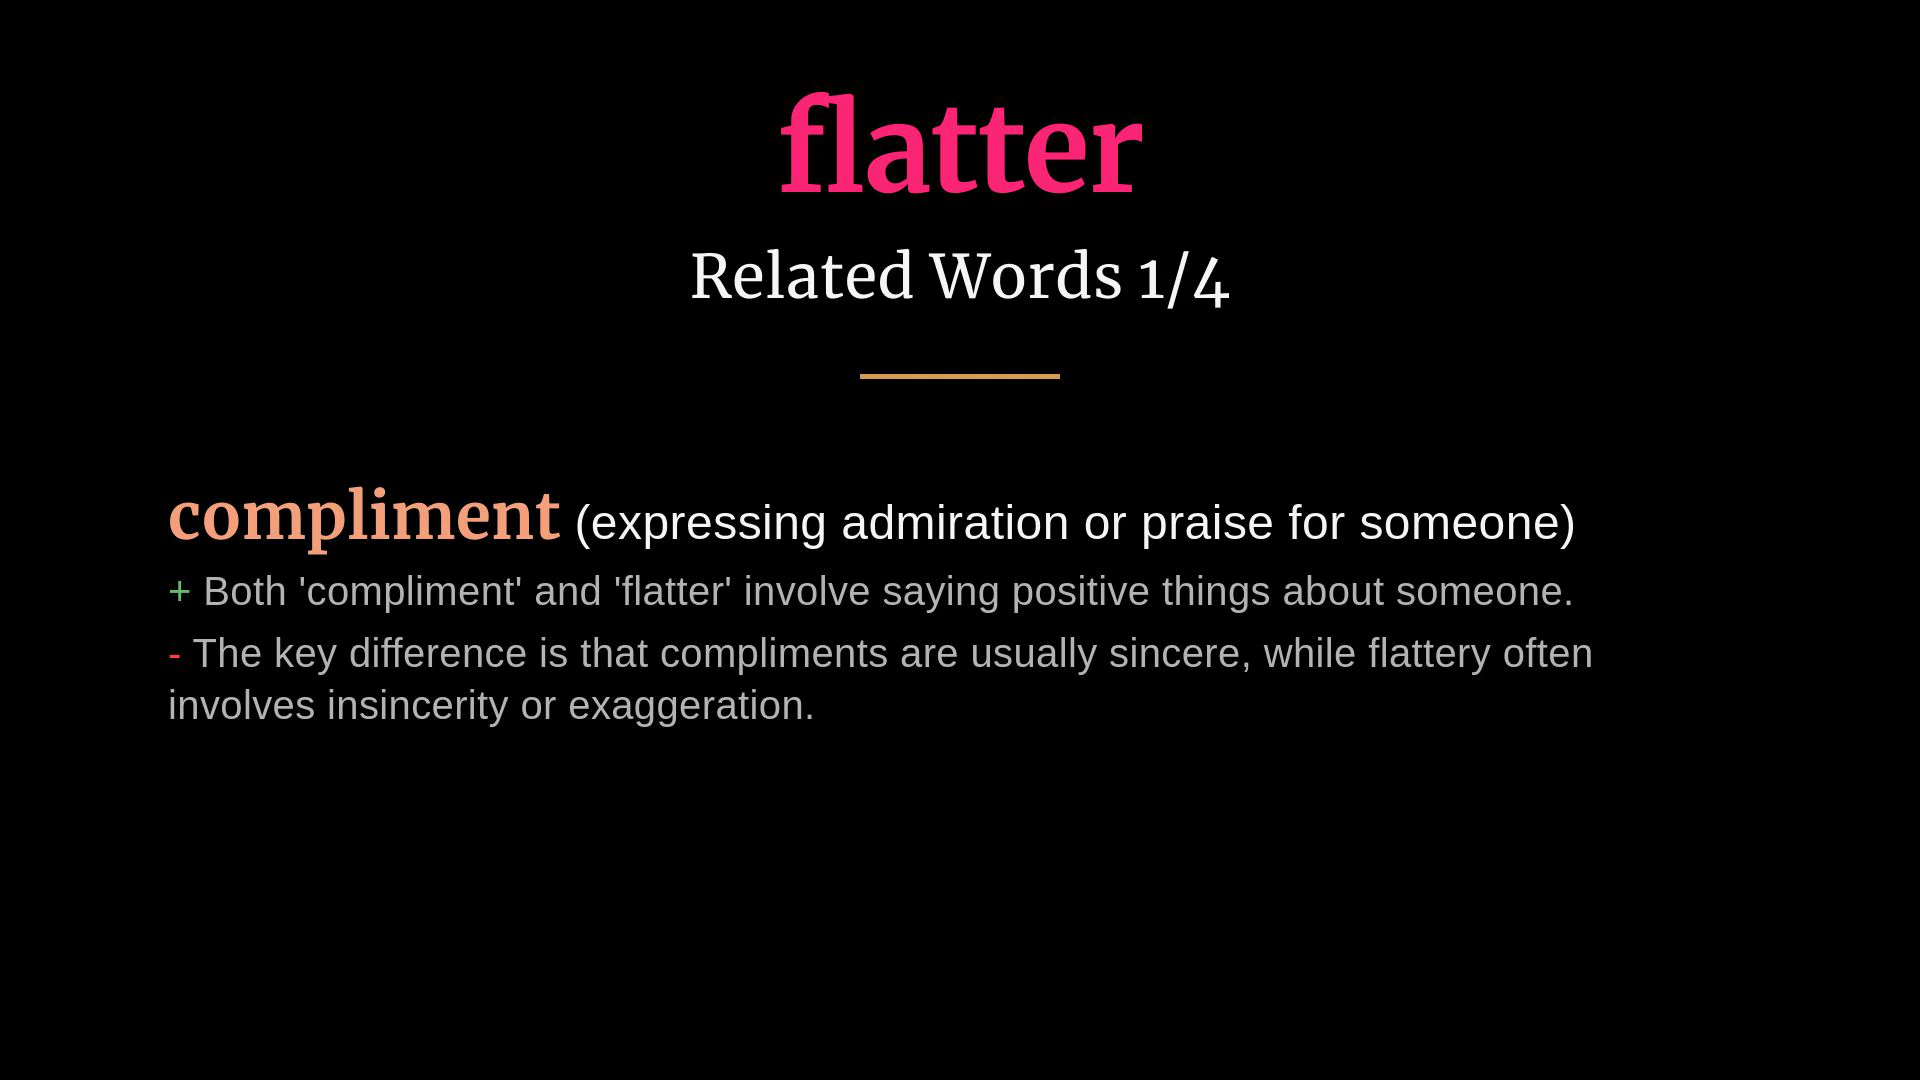 flatter
Related Words 1/4
compliment (expressing admiration or praise for someone)
+ Both 'compliment' and 'flatter' involve saying positive things about someone.
- The key difference is that compliments are usually sincere, while flattery often
involves insincerity or exaggeration.